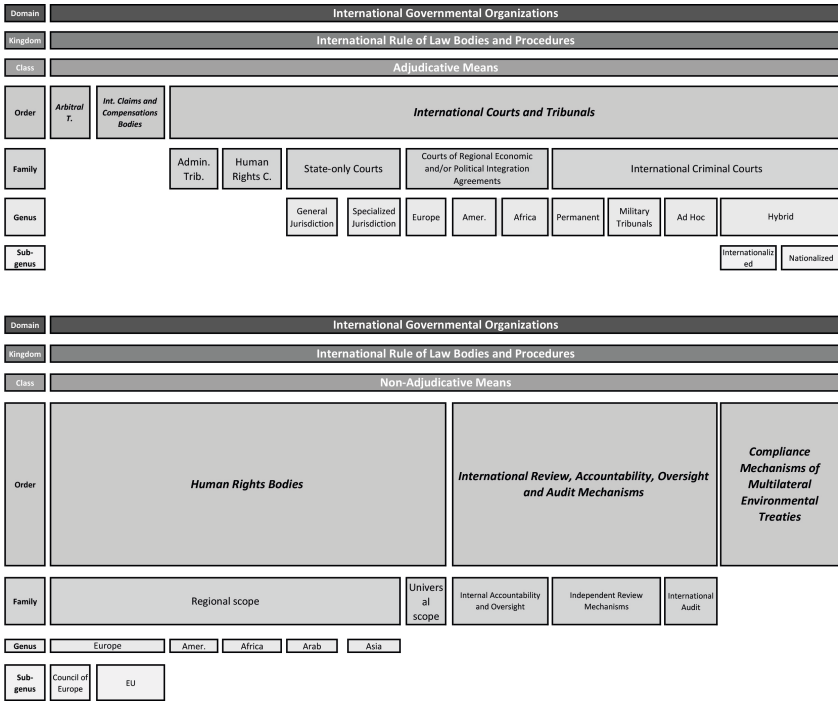 Domain
International Governmental Organizations
Kingdom
International Rule of Law Bodies and Procedures
Class
Adjudicative Means
Order
Arbitral
T.
Int. Claims and
Compensations
Bodies
International Courts and Tribunals
Family
Admin.
Trib.
Human
Rights C.
State-only Courts
Courts of Regional Economic
and/or Political Integration
Agreements
International Criminal Courts
Genus
General
Jurisdiction
Specialized
Jurisdiction
Europe
Amer.
Africa
Permanent
Military
Tribunals
Ad Hoc
Hybrid
Sub-
genus
Internationaliz
ed
Nationalized
Domain
International Governmental Organizations
Kingdom
International Rule of Law Bodies and Procedures
Class
Non-Adjudicative Means
Order
Human Rights Bodies
International Review, Accountability, Oversight
and Audit Mechanisms
Compliance
Mechanisms of
Multilateral
Environmental
Treaties
Family
Regional scope
Univers
al
scope
Internal Accountability
and Oversight
Independent Review
Mechanisms
International
Audit
Genus
Europe
Amer.
Africa
Arab
Asia
Sub-
genus
Council of
Europe
EU